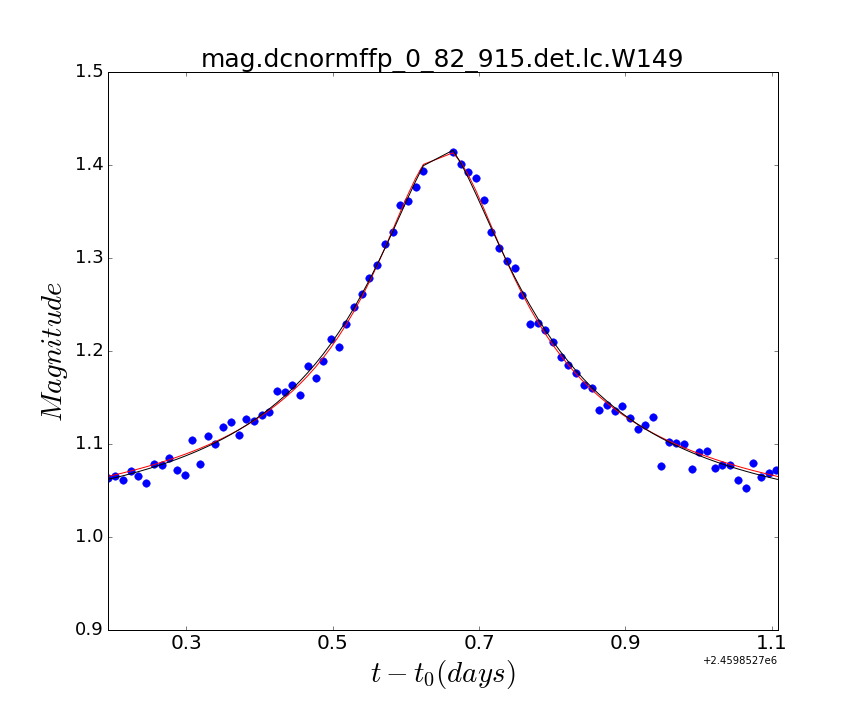 mag.dcnormffp_0_82_915.det.lc.W149
1.5
1.4
1.3
1.2
1.1
1.0
0.9
Magnitude
0.3 0.5 0.7 0.9 1.1
+2.4598527e6
t − t₀(days)